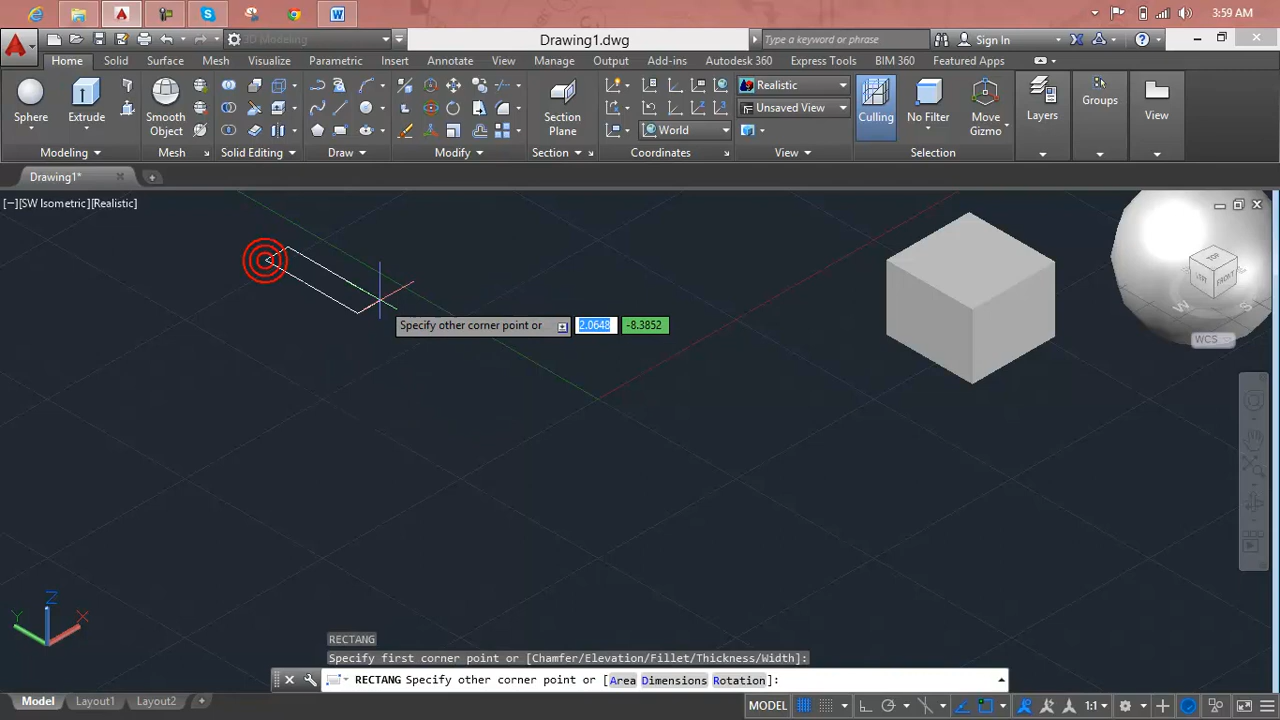 3:59 AM
3D Modeling
Drawing1.dwg
Type a keyword or phrase
Sign In
Home Solid Surface Mesh Visualize Parametric Insert Annotate View Manage Output Add-ins Autodesk 360 Express Tools BIM 360 Featured Apps
Sphere
Extrude
Smooth
Object
Section
Plane
Realistic
Unsaved View
World
Culling
No Filter
Move
Gizmo
Layers
Groups
View
Modeling Mesh Solid Editing Draw Modify Section Coordinates View Selection
Drawing1*
[−][SW Isometric][Realistic]
TOP
LEFT
FRONT
W
S
WCS
Specify other corner point or 2.0648 -8.3852
Z
Y
X
RECTANG
Specify first corner point or [Chamfer/Elevation/Fillet/Thickness/Width]:
RECTANG Specify other corner point or [Area Dimensions Rotation]:
Model Layout1 Layout2 +
MODEL
1:1